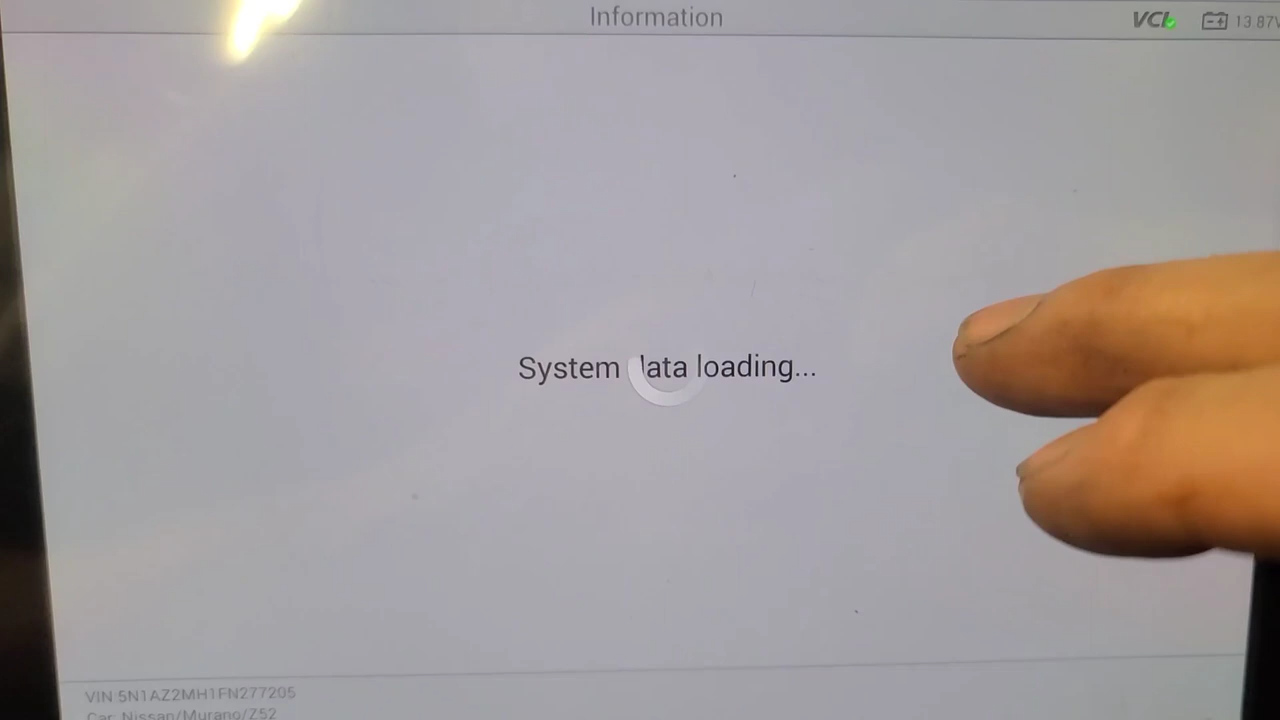 Information
VCI 13.87V
System data loading...
VIN 5N1AZ2MH1FN277205
Car: Nissan/Murano/Z52